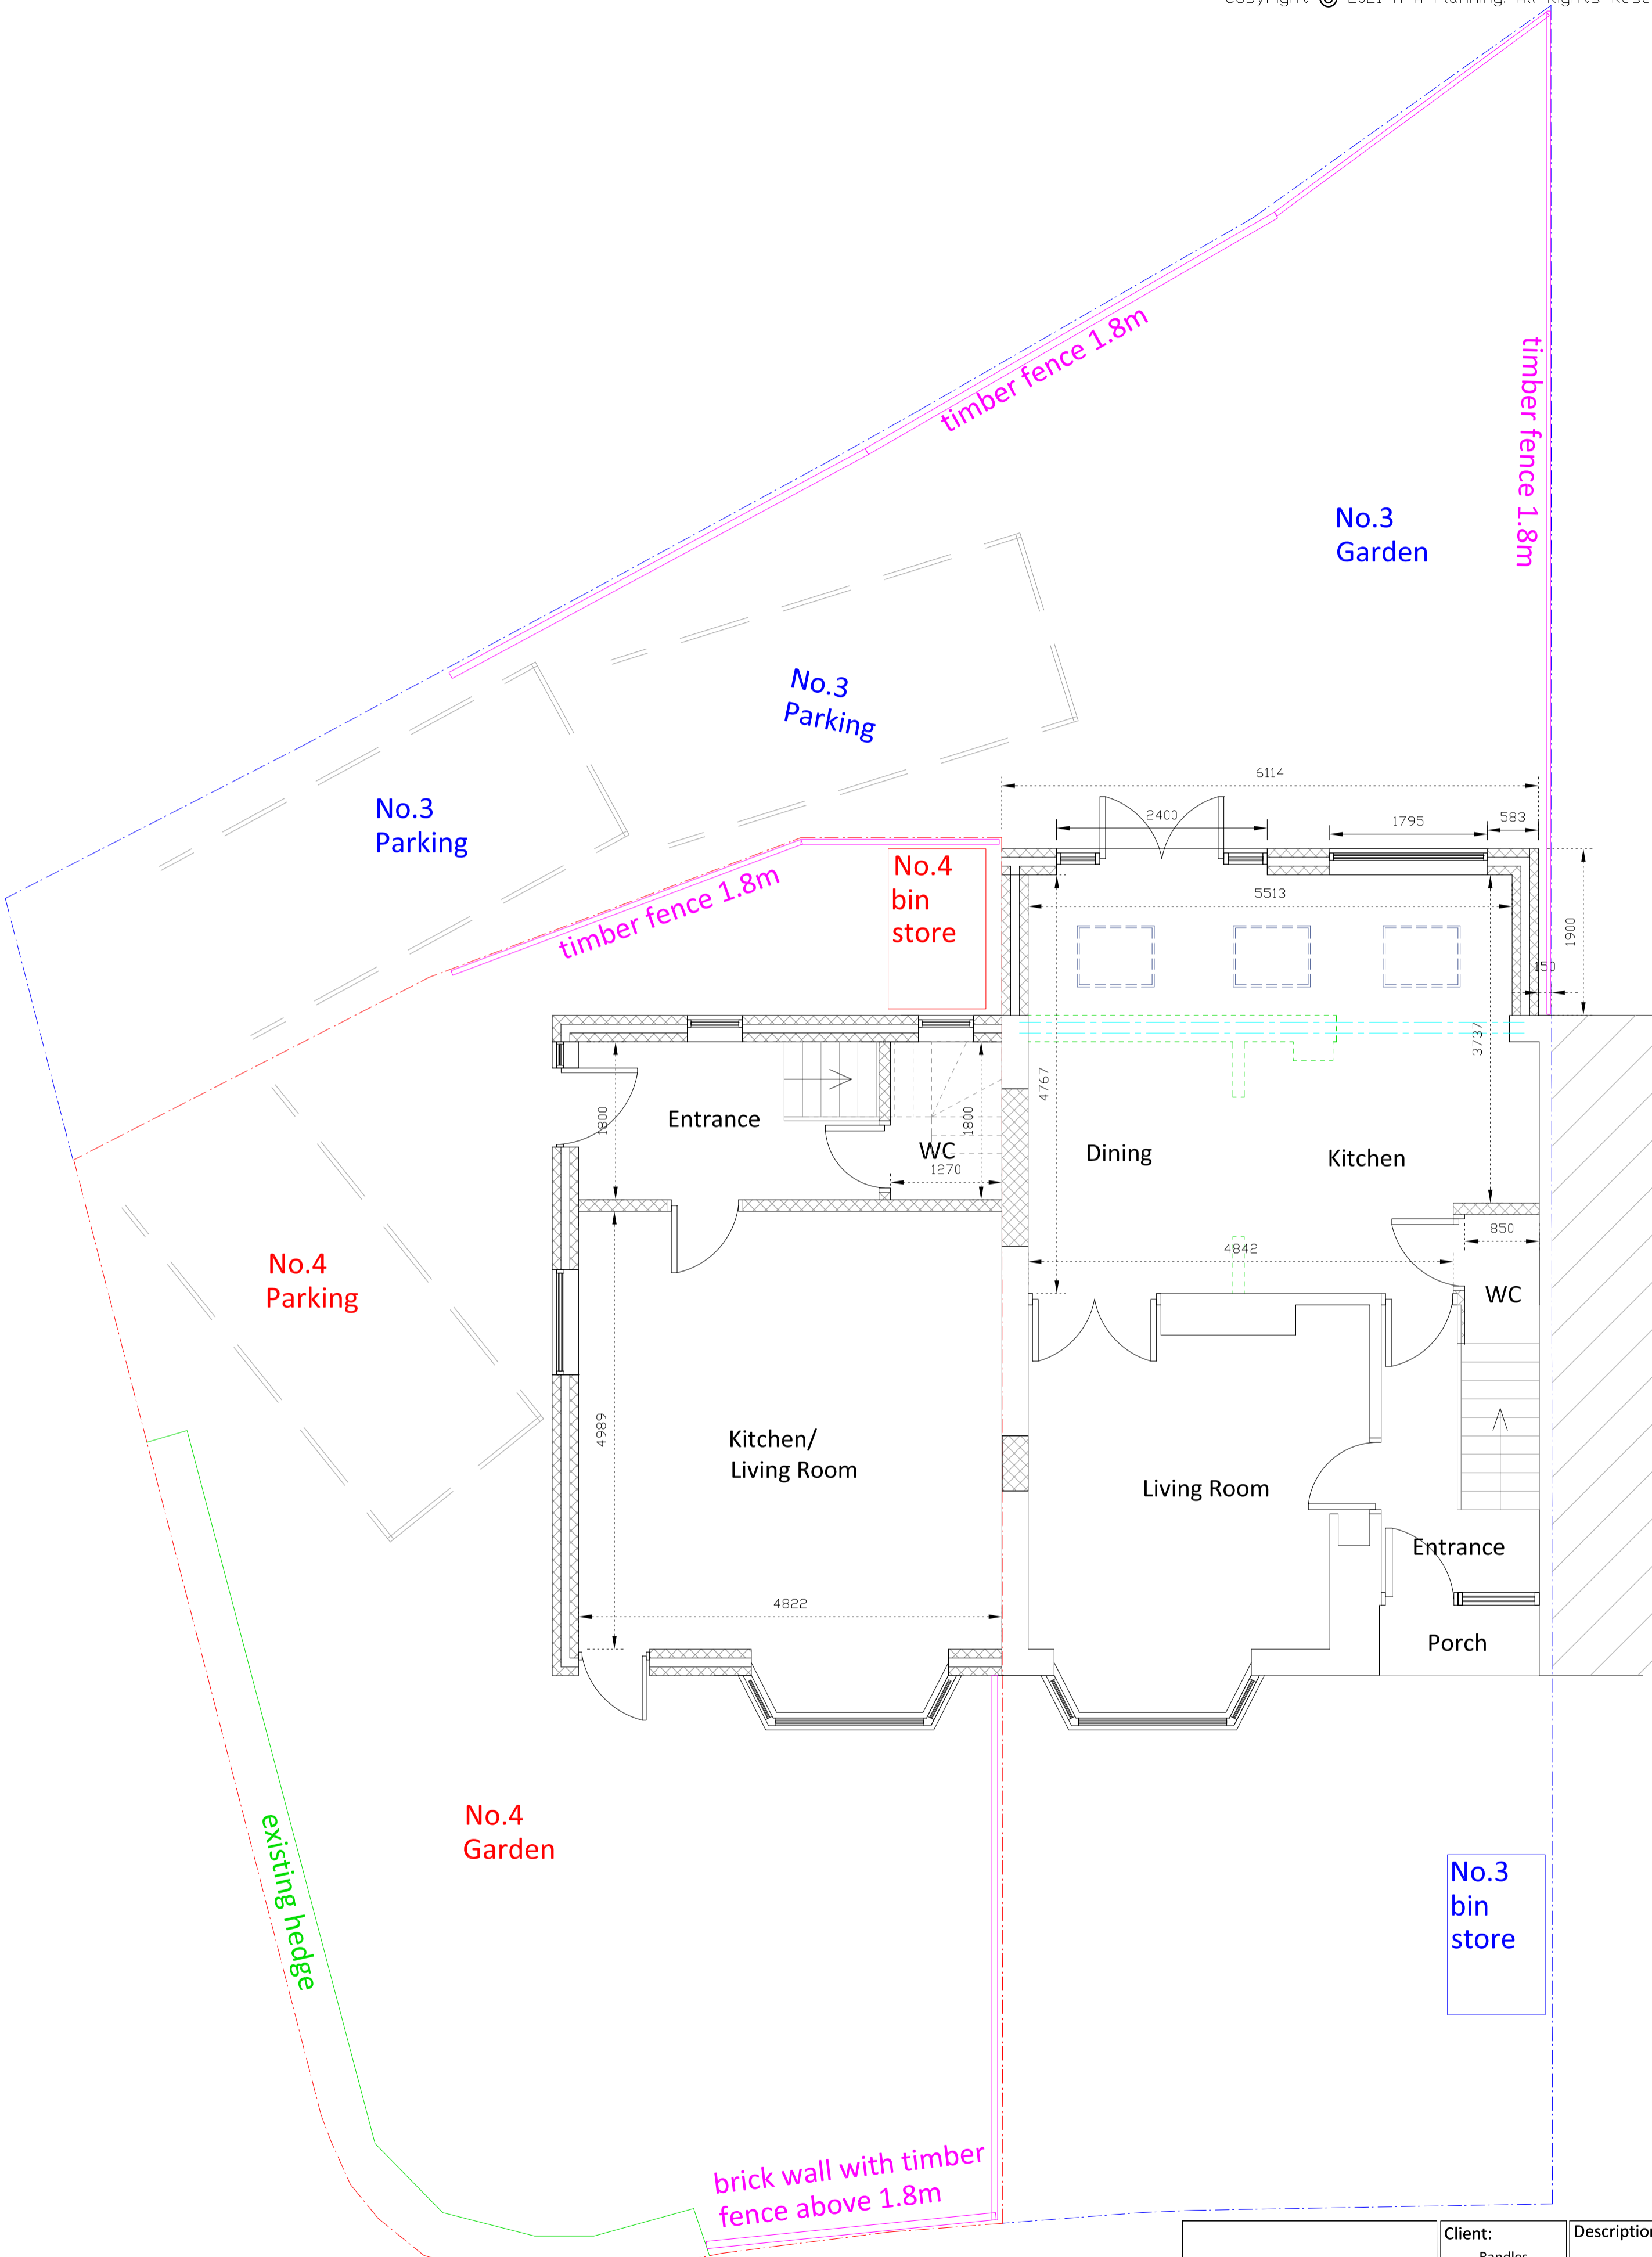 timber fence 1.8m
timber fence 1.8m
No.3
Garden
No.3
Parking
No.3
Parking
6114
2400
1795
583
No.4
bin
store
timber fence 1.8m
5513
1900
150
3737
4767
1800
Entrance
1800
WC
1270
Dining
Kitchen
850
4842
WC
No.4
Parking
4989
Kitchen/
Living Room
Living Room
Entrance
4822
Porch
No.4
Garden
existing hedge
No.3
bin
store
brick wall with timber
fence above 1.8m
Client:
Description